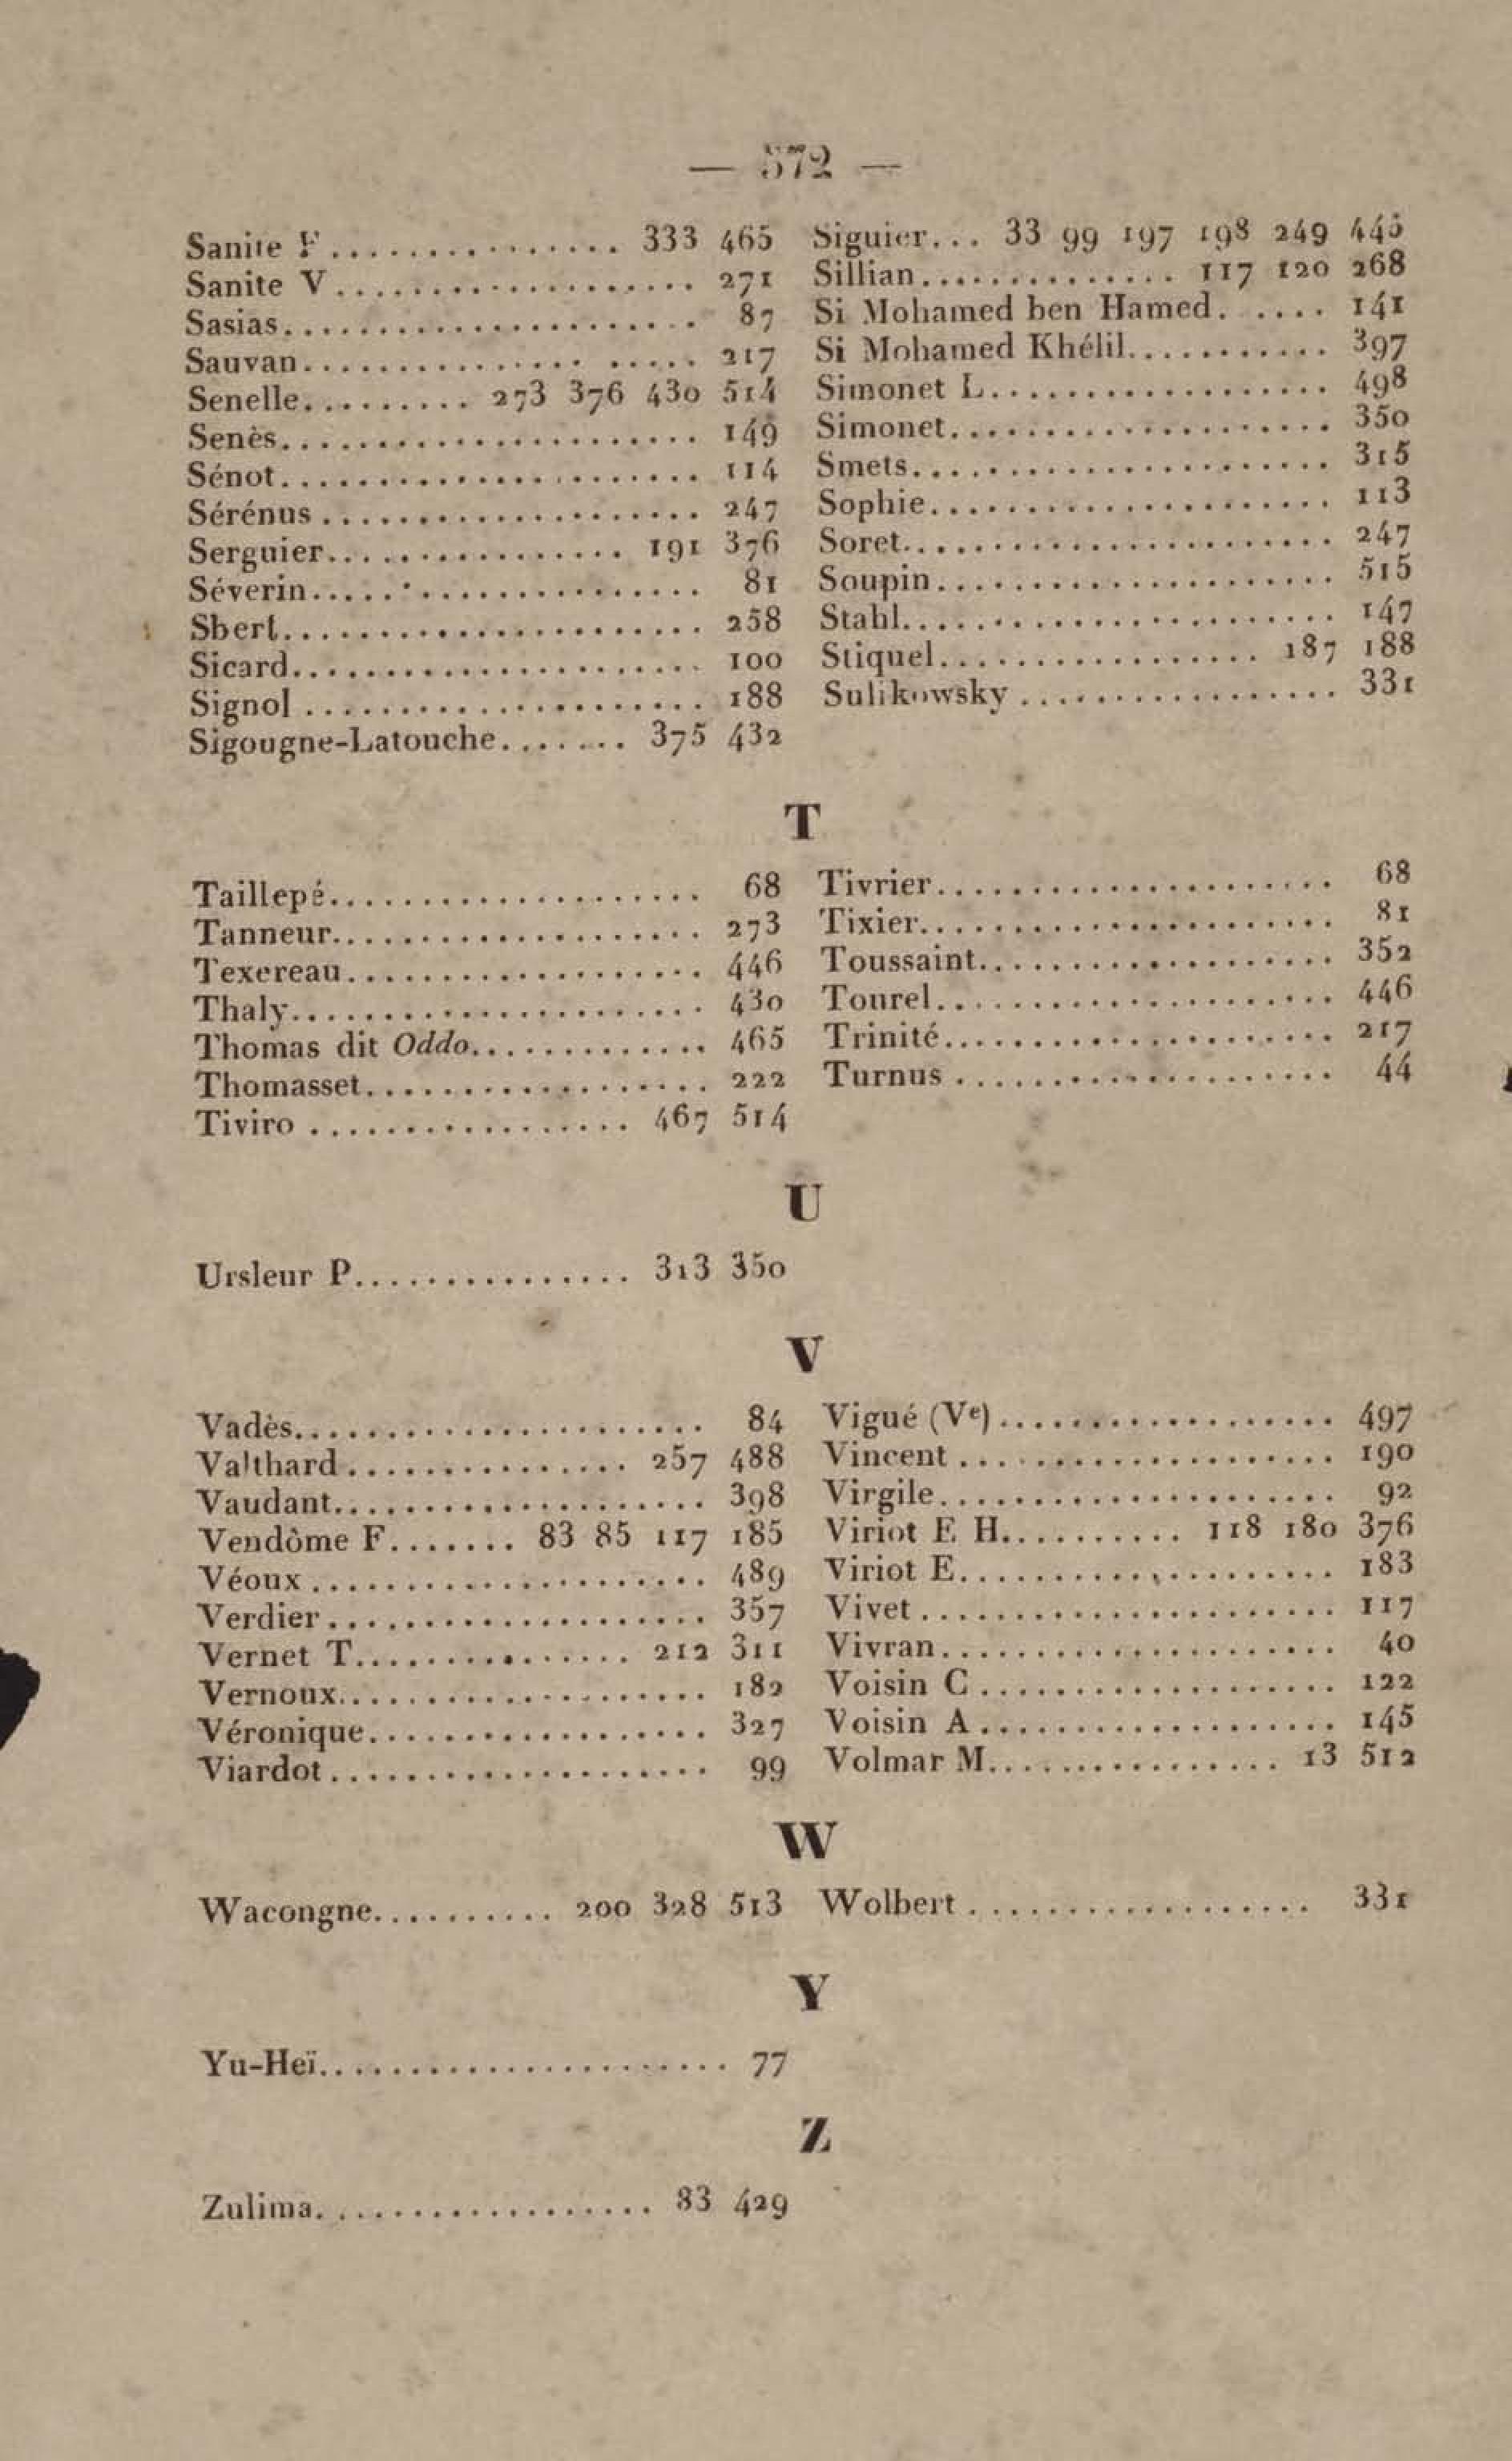 — 572 —
Sanite F............... 333 465
Sanite V................... 271
Sasias...................... 87
Sauvan..................... 217
Senelle......... 273 376 430 514
Senès...................... 149
Sénot...................... 114
Sérénus.................... 247
Serguier................ 191 376
Séverin..................... 81
Sbert...................... 258
Sicard..................... 100
Signol ..................... 188
Sigougne-Latouche....... 375 432
Siguier... 33 99 197 198 249 445
Sillian.............. 117 120 268
Si Mohamed ben Hamed...... 141
Si Mohamed Khélil........... 397
Simonet L.................. 498
Simonet.................... 350
Smets...................... 315
Sophie..................... 113
Soret....................... 247
Soupin..................... 515
Stahl....................... 147
Stiquel................. 187 188
Sulikowsky ................. 331
T
Taillepé.................... 68
Tanneur.................... 273
Texereau................... 446
Thaly...................... 430
Thomas dit Oddo............. 465
Thomasset.................. 222
Tiviro ................. 467 514
Tivrier..................... 68
Tixier...................... 81
Toussaint................... 352
Tourel..................... 446
Trinité..................... 217
Turnus .................... 44
U
Ursleur P............... 313 350
V
Vadès...................... 84
Valthard............... 257 488
Vaudant.................... 398
Vendôme F....... 83 85 117 185
Véoux..................... 489
Verdier.................... 357
Vernet T............... 212 311
Vernoux.................... 182
Véronique.................. 327
Viardot.................... 99
Vigué (Ve).................. 497
Vincent .................... 190
Virgile..................... 92
Viriot E H.......... 118 180 376
Viriot E.................... 183
Vivet...................... 117
Vivran..................... 40
Voisin C................... 122
Voisin A................... 145
Volmar M................ 13 512
W
Wacongne.......... 200 328 513
Wolbert .................. 331
Y
Yu-Heï...................... 77
Z
Zulima.................. 83 429